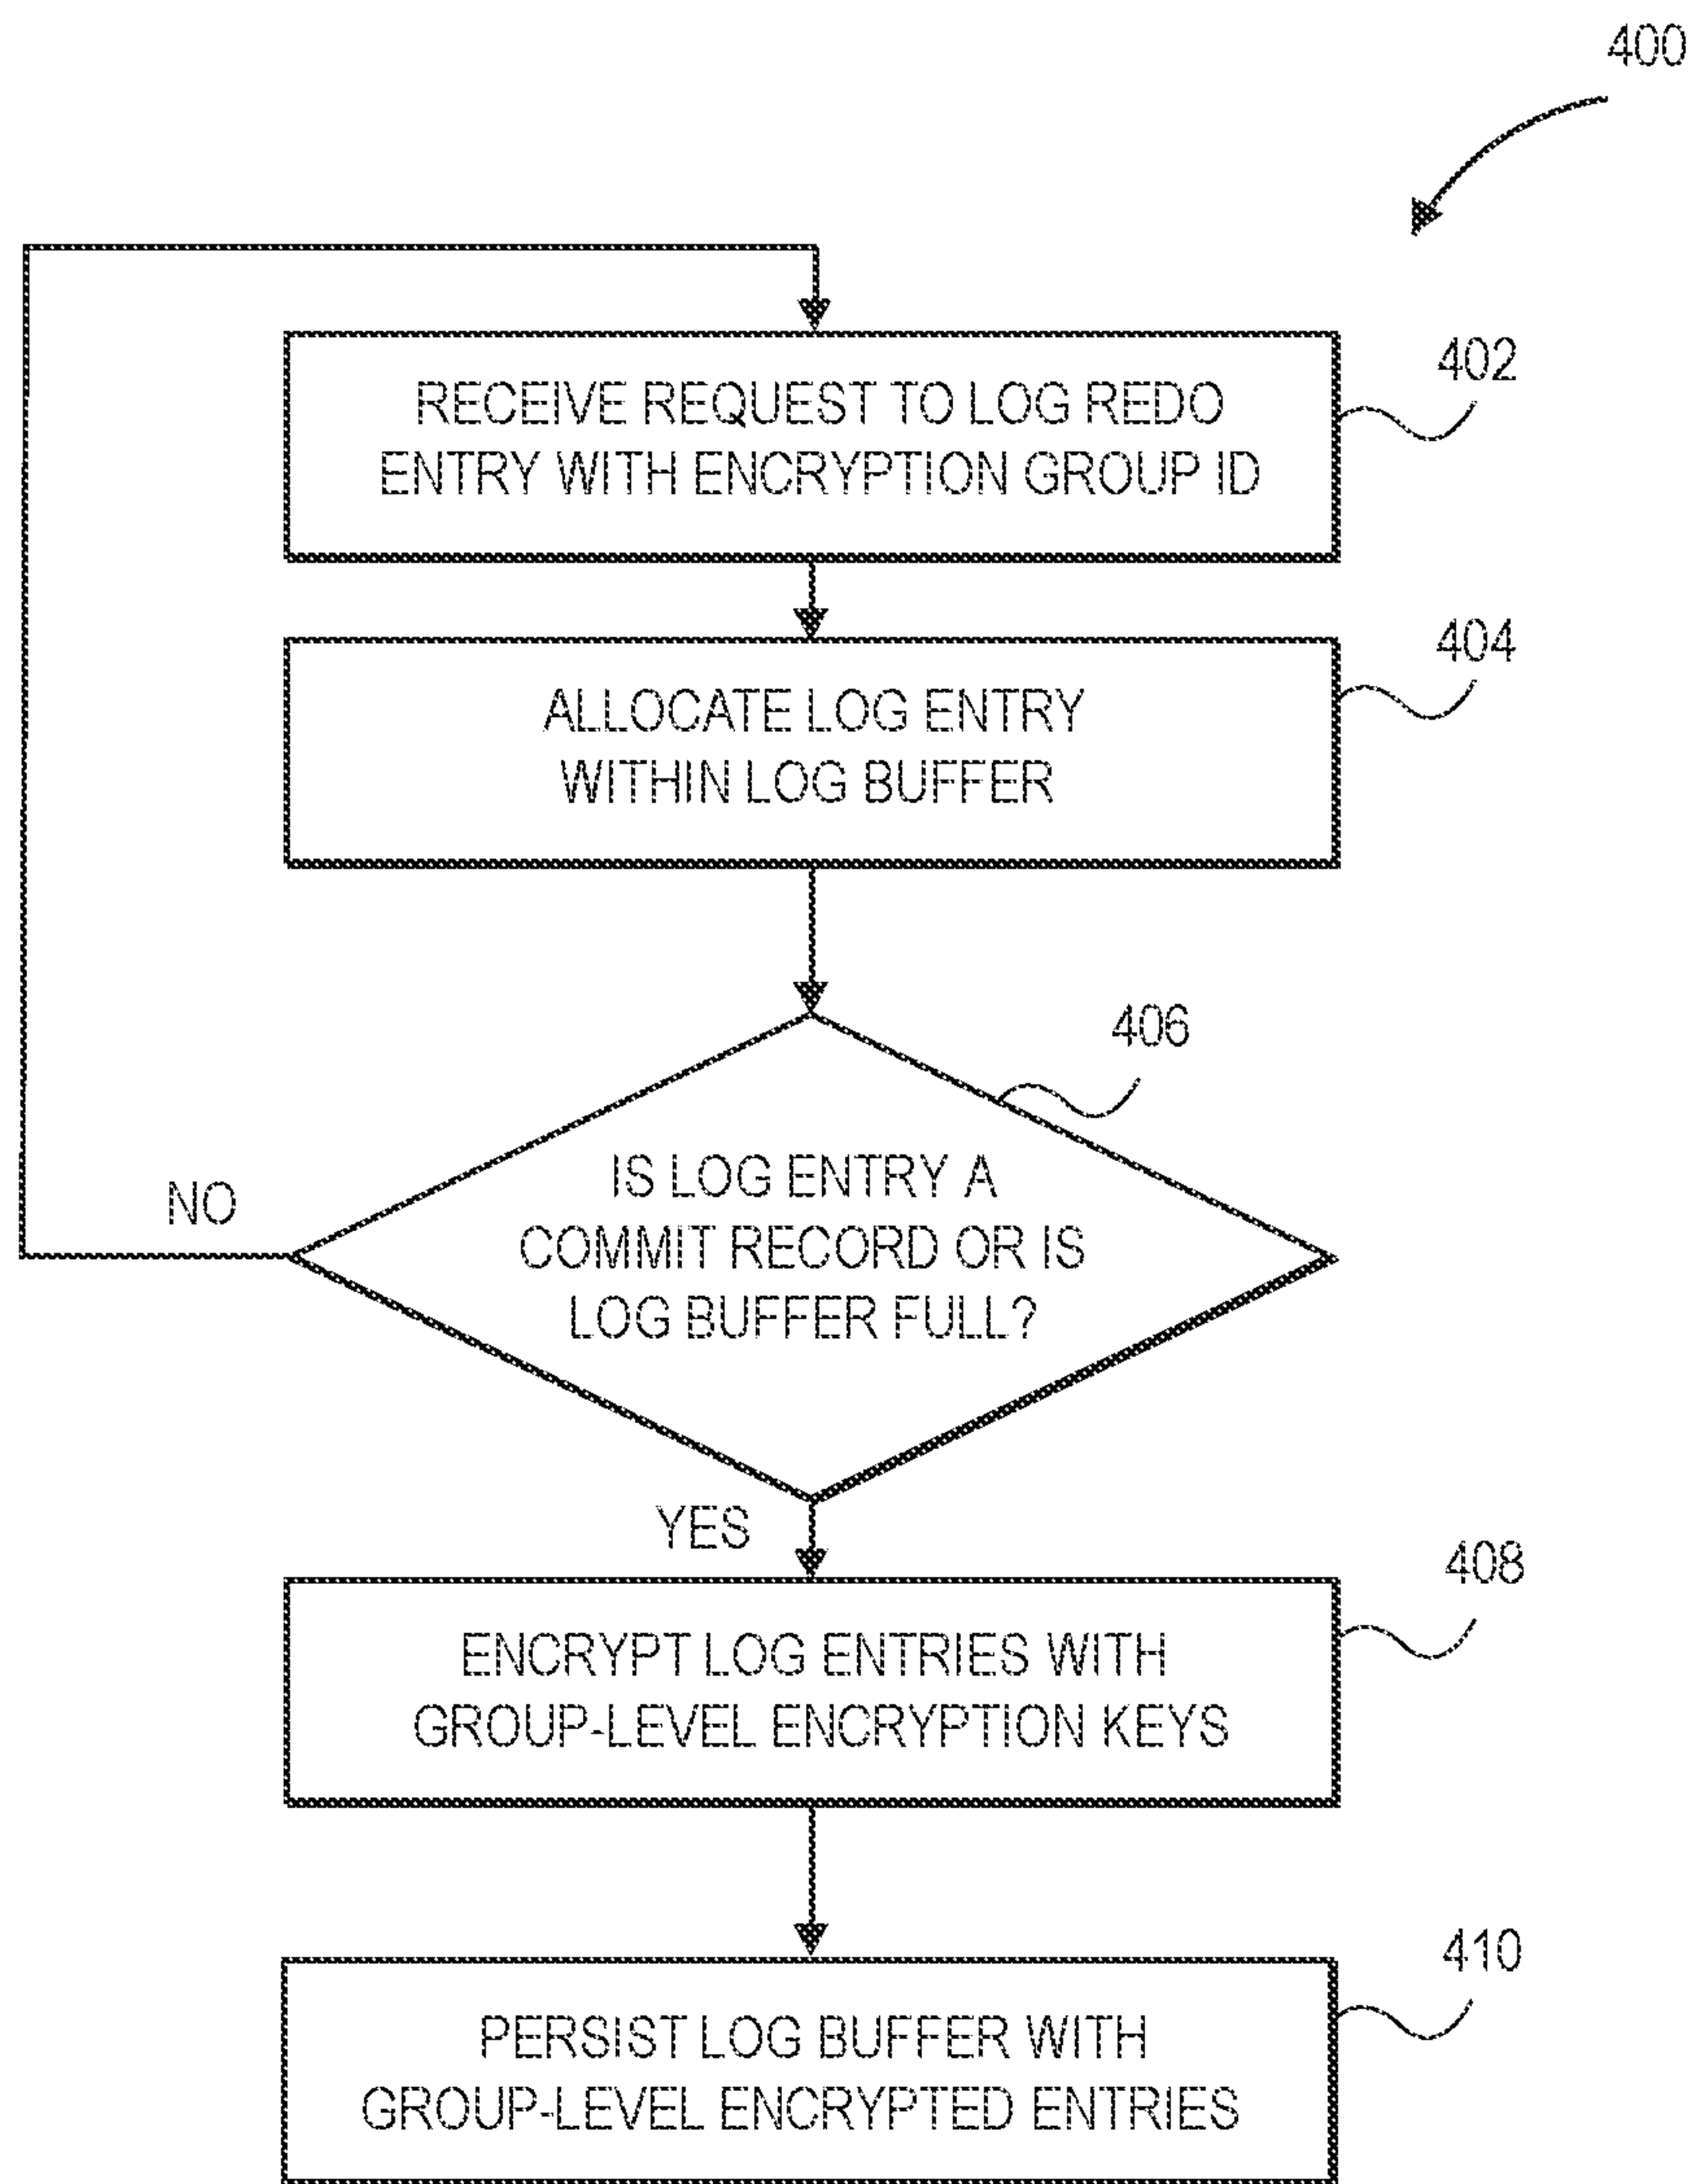 400
RECEIVE REQUEST TO LOG REDO
ENTRY WITH ENCRYPTION GROUP ID
402
ALLOCATE LOG ENTRY
WITHIN LOG BUFFER
404
406
IS LOG ENTRY A
COMMIT RECORD OR IS
LOG BUFFER FULL?
NO
YES
408
ENCRYPT LOG ENTRIES WITH
GROUP-LEVEL ENCRYPTION KEYS
410
PERSIST LOG BUFFER WITH
GROUP-LEVEL ENCRYPTED ENTRIES